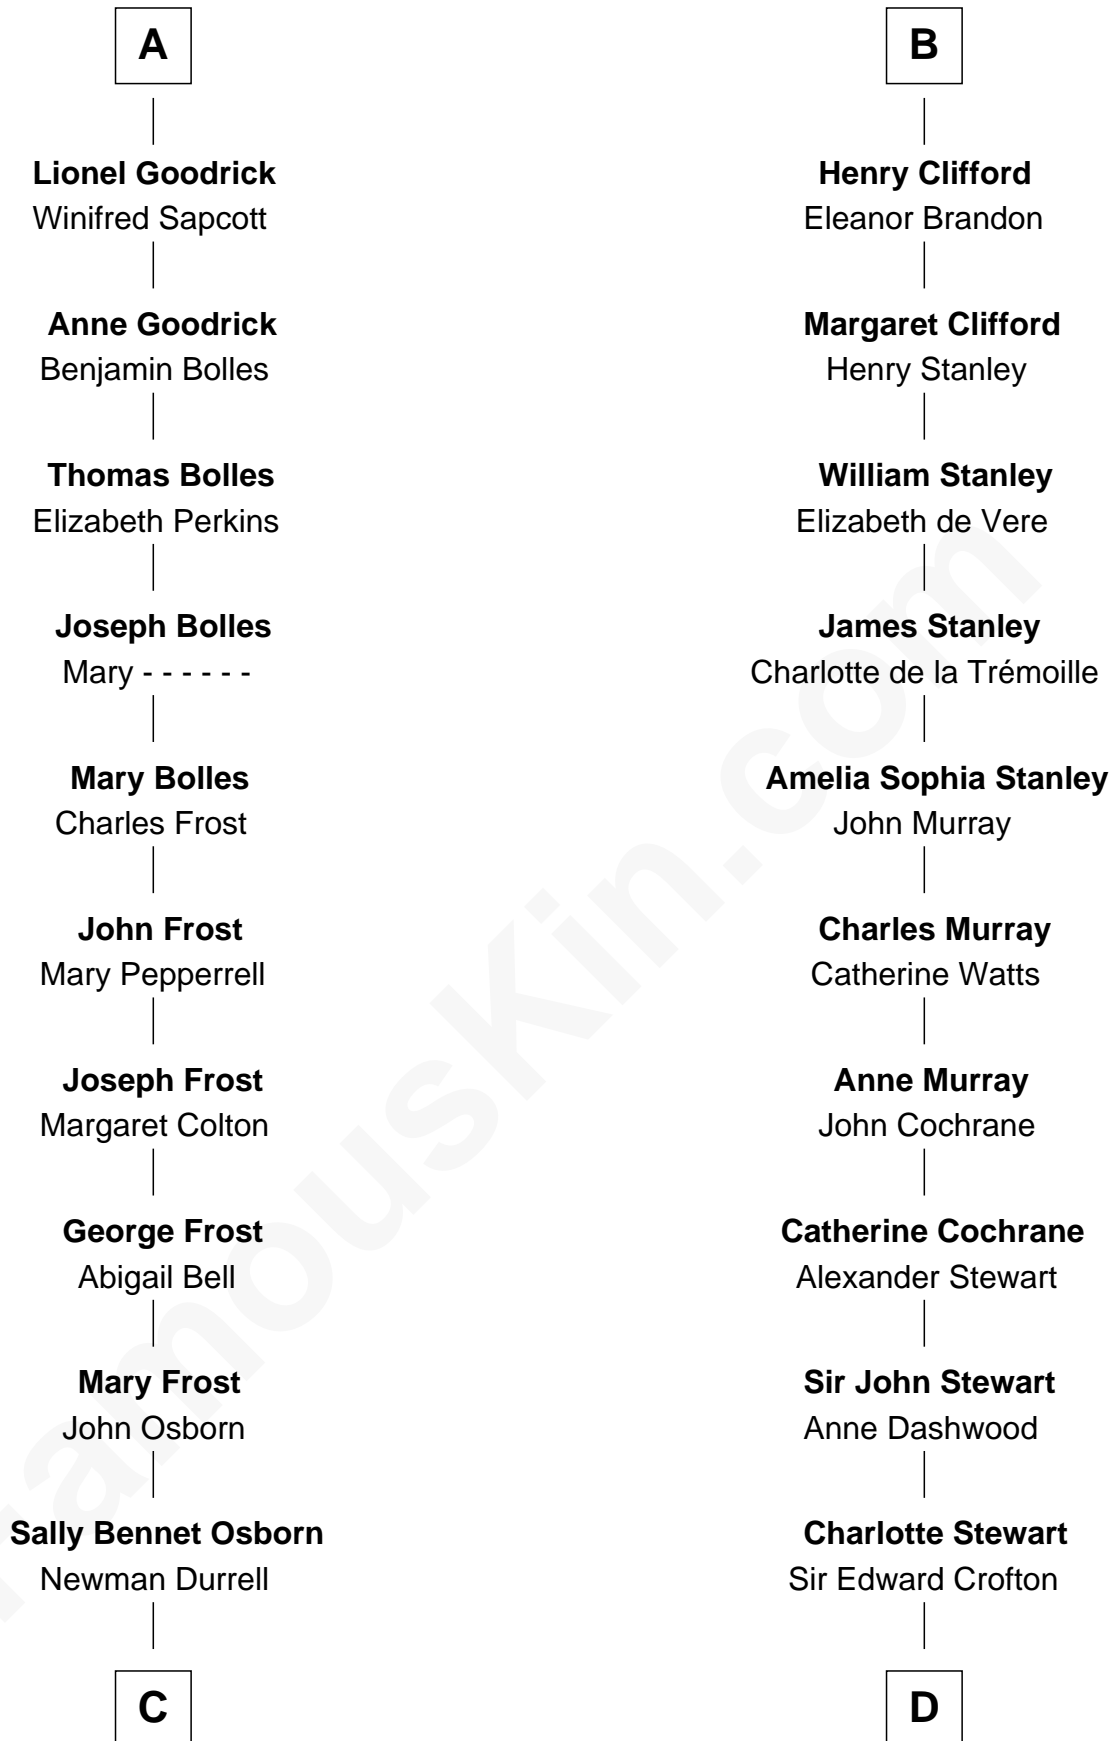 A
Lionel Goodrick
Winifred Sapcott
Anne Goodrick
Benjamin Bolles
Thomas Bolles
Elizabeth Perkins
Joseph Bolles
Mary - - - - - -
Mary Bolles
Charles Frost
John Frost
Mary Pepperrell
Joseph Frost
Margaret Colton
George Frost
Abigail Bell
Mary Frost
John Osborn
Sally Bennet Osborn
Newman Durrell
C
B
Henry Clifford
Eleanor Brandon
Margaret Clifford
Henry Stanley
William Stanley
Elizabeth de Vere
James Stanley
Charlotte de la Trémoille
Amelia Sophia Stanley
John Murray
Charles Murray
Catherine Watts
Anne Murray
John Cochrane
Catherine Cochrane
Alexander Stewart
Sir John Stewart
Anne Dashwood
Charlotte Stewart
Sir Edward Crofton
D
FamousKin.com